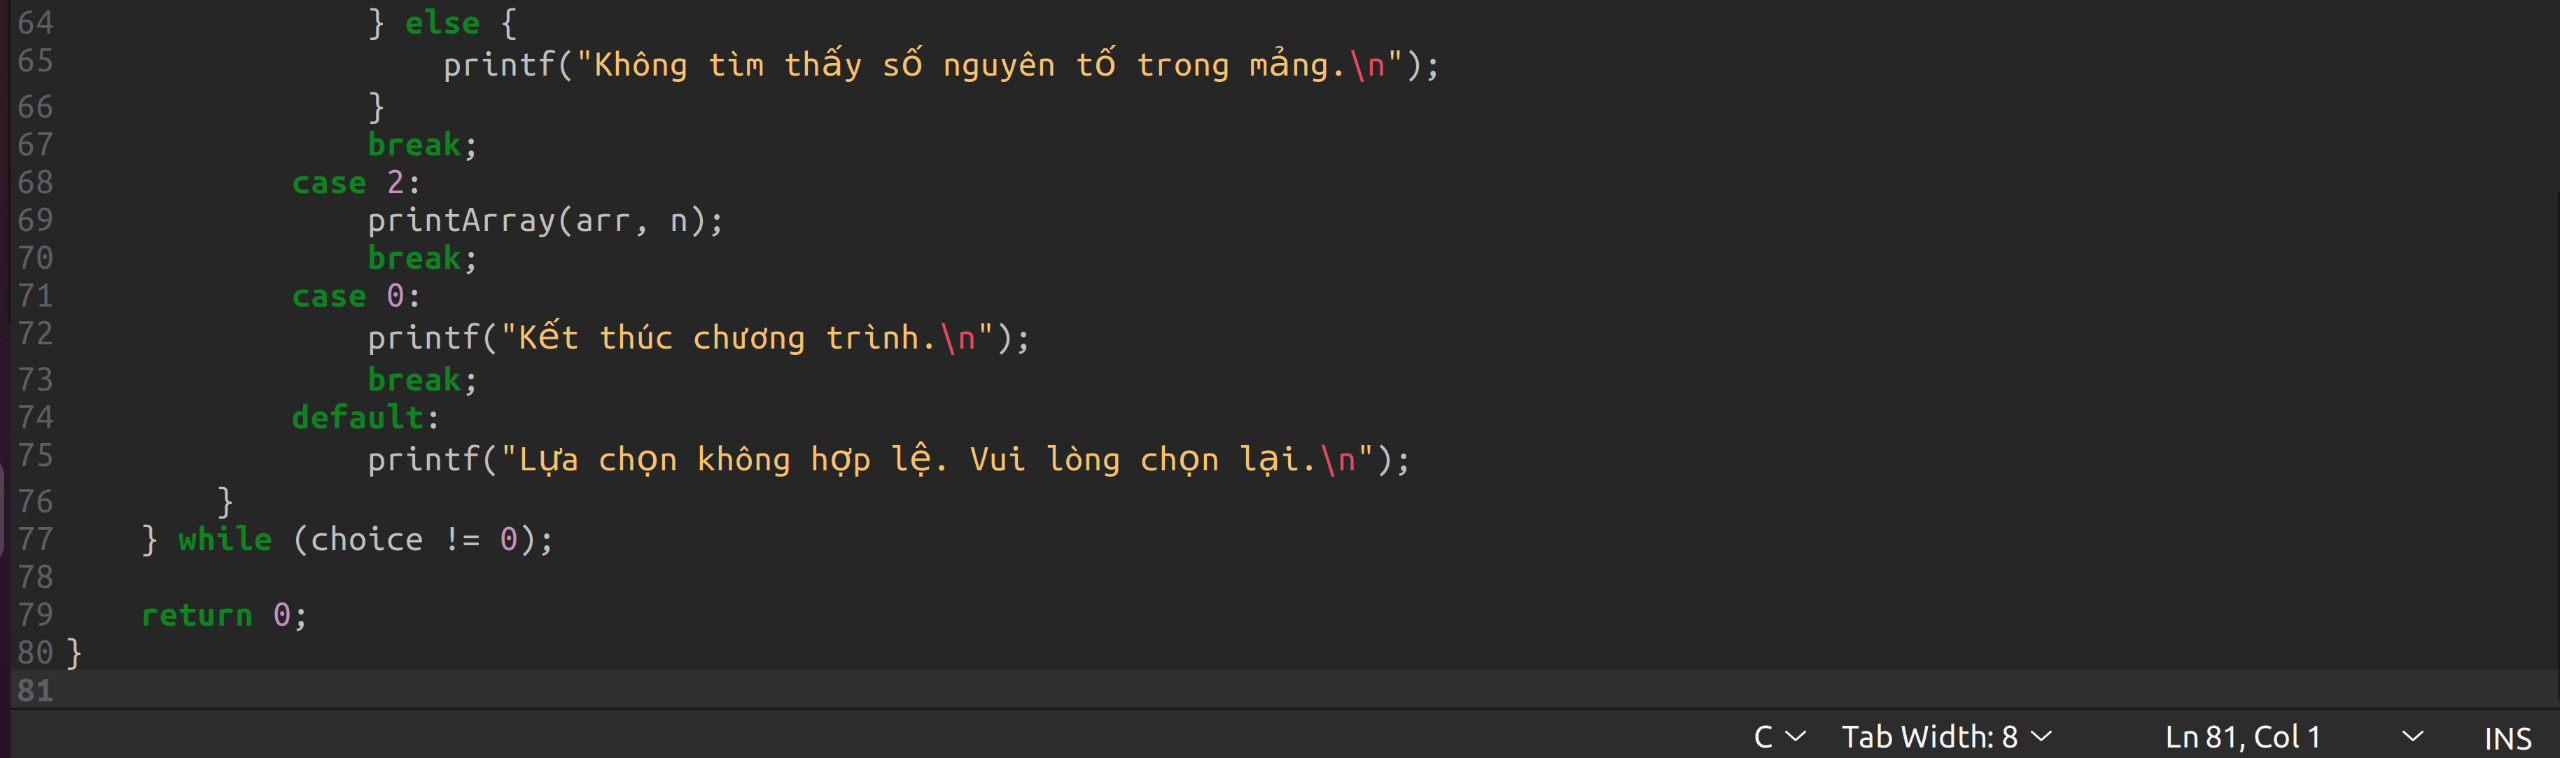 64                 } else {
65                     printf("Không tìm thấy số nguyên tố trong mảng.\n");
66                 }
67                 break;
68             case 2:
69                 printArray(arr, n);
70                 break;
71             case 0:
72                 printf("Kết thúc chương trình.\n");
73                 break;
74             default:
75                 printf("Lựa chọn không hợp lệ. Vui lòng chọn lại.\n");
76         }
77     } while (choice != 0);
78
79     return 0;
80 }
81
C Tab Width: 8 Ln 81, Col 1 INS